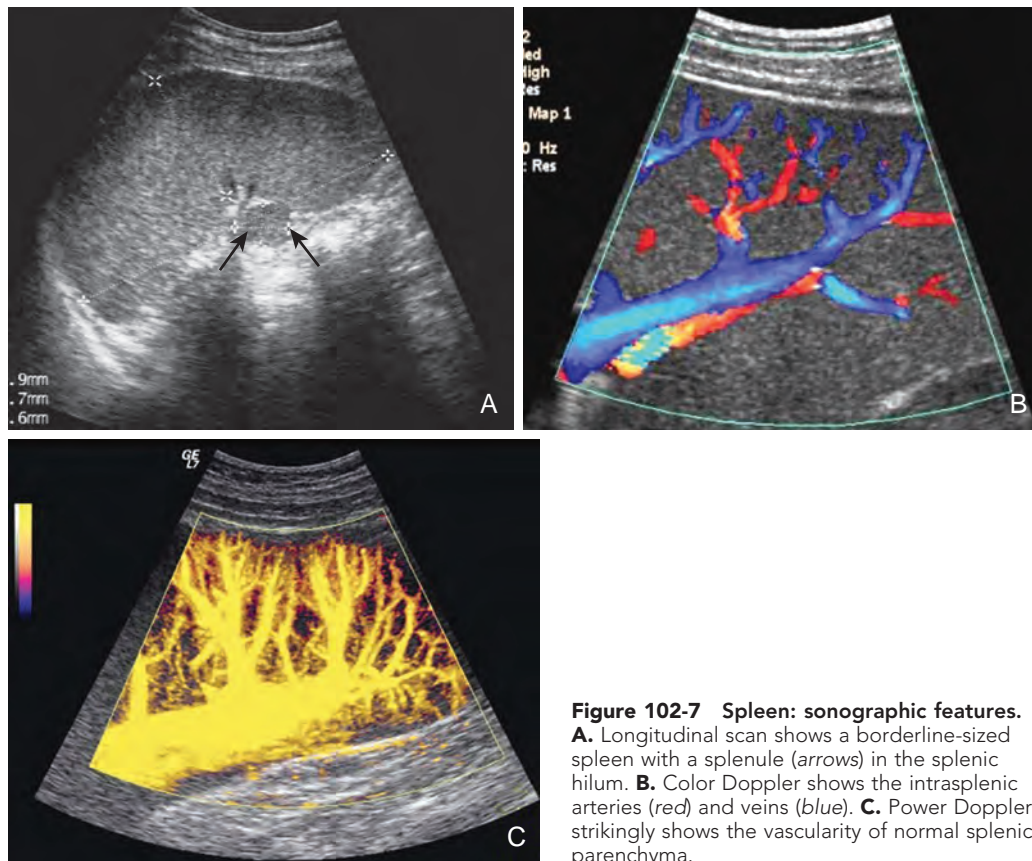 A
.9mm
.7mm
.6mm
2
ed
High
Res
Map 1
0 Hz
: Res
B
GE
L7
C
Figure 102-7 Spleen: sonographic features.
A. Longitudinal scan shows a borderline-sized
spleen with a splenule (arrows) in the splenic
hilum. B. Color Doppler shows the intrasplenic
arteries (red) and veins (blue). C. Power Doppler
strikingly shows the vascularity of normal splenic
parenchyma.